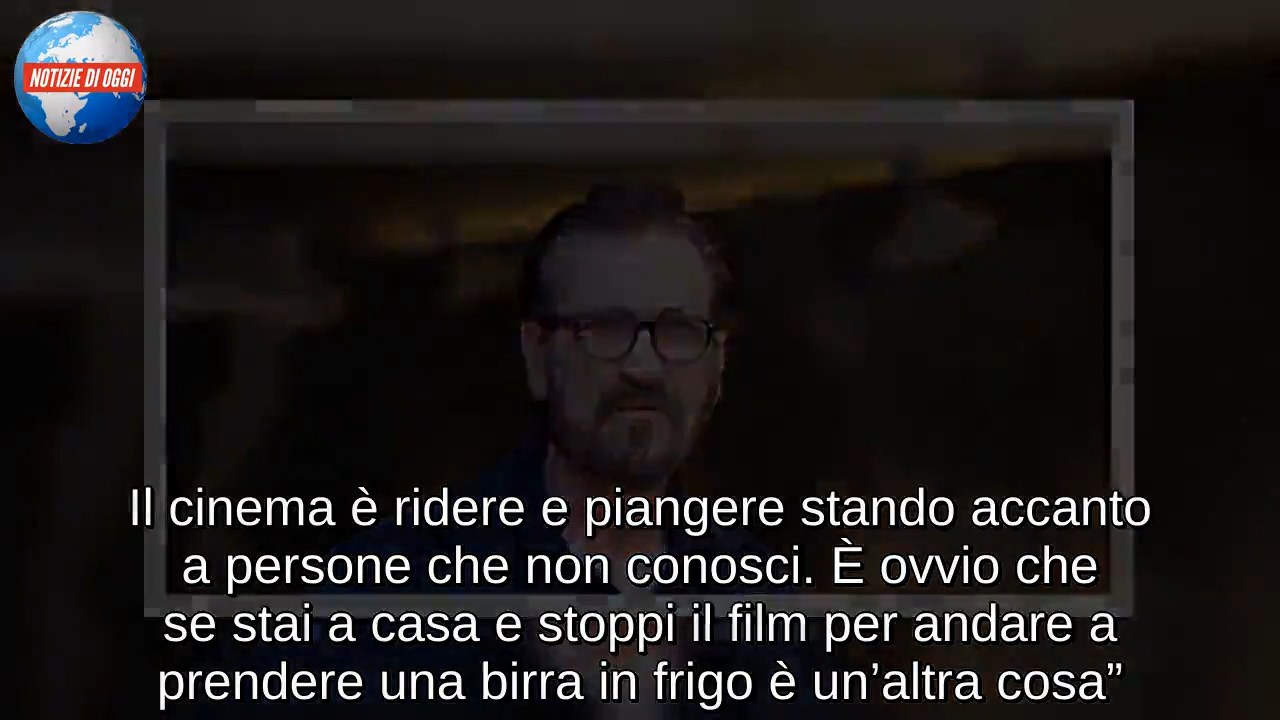 NOTIZIE DI OGGI
Il cinema è ridere e piangere stando accanto
a persone che non conosci. È ovvio che
se stai a casa e stoppi il film per andare a
prendere una birra in frigo è un’altra cosa”